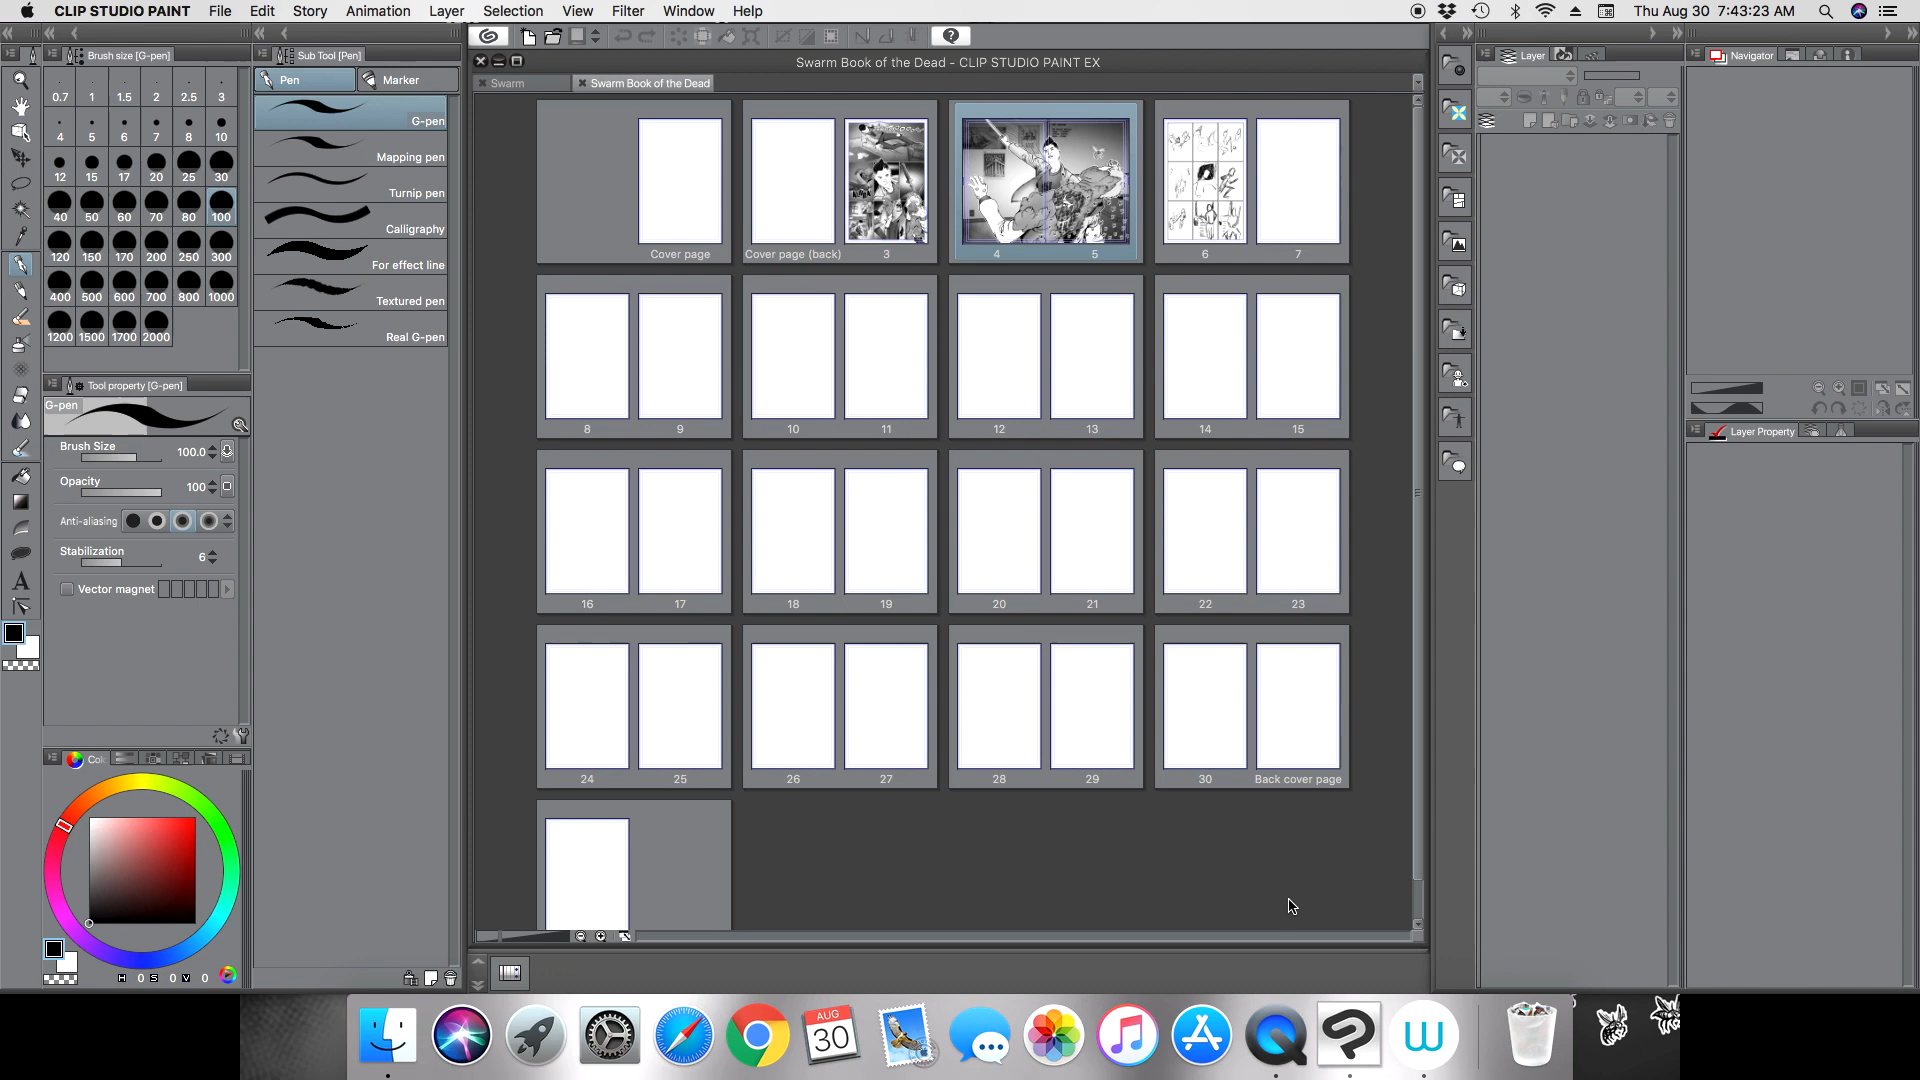 CLIP STUDIO PAINT File Edit Story Animation Layer Selection View Filter Window Help Thu Aug 30 7:43:23 AM
Brush size [G-pen] Sub Tool [Pen]
Swarm Book of the Dead - CLIP STUDIO PAINT EX
Layer Navigator
Pen Marker
Swarm Swarm Book of the Dead
0.7 1 1.5 2 2.5 3
4 5 6 7 8 10
12 15 17 20 25 30
40 50 60 70 80 100
120 150 170 200 250 300
400 500 600 700 800 1000
1200 1500 1700 2000
G-pen
Mapping pen
Turnip pen
Calligraphy
For effect line
Textured pen
Real G-pen
Tool property [G-pen]
G-pen
Brush Size 100.0
Opacity 100
Anti-aliasing
Stabilization 6
Vector magnet
Col
H 0 S 0 V 0
Cover page Cover page (back) 3 4 5 6 7
8 9 10 11 12 13 14 15
16 17 18 19 20 21 22 23
24 25 26 27 28 29 30 Back cover page
Layer Property
AUG
30